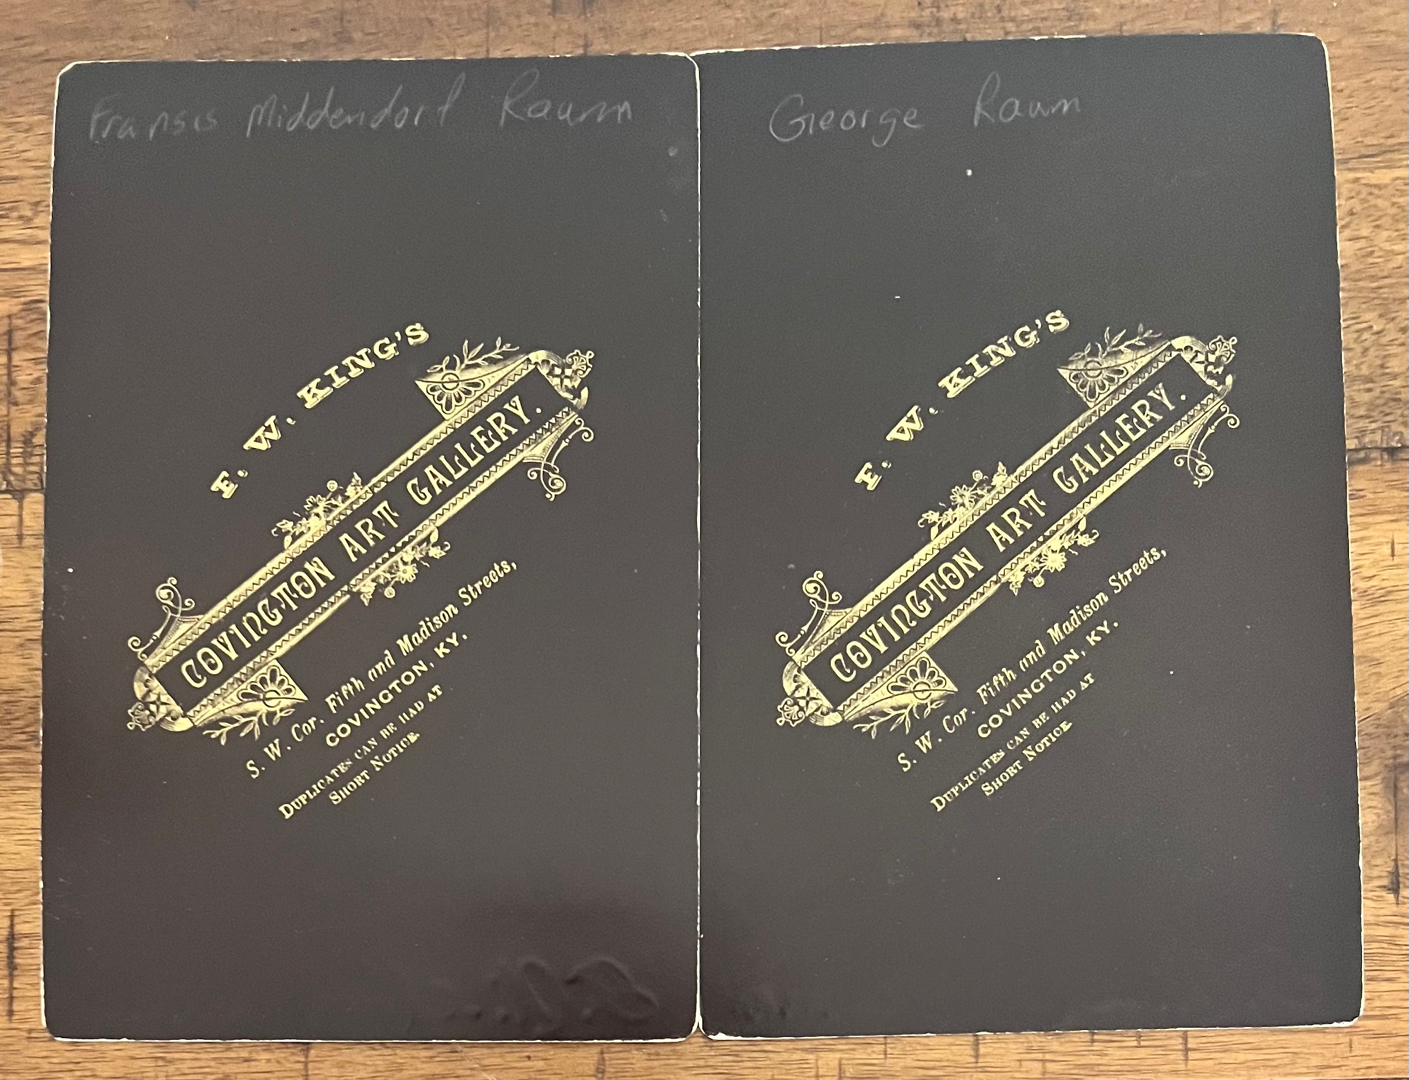 Fransis Middendorf Raum
F. W. KING'S
COVINGTON ART GALLERY.
S. W. Cor. Fifth and Madison Streets,
COVINGTON, KY.
DUPLICATES CAN BE HAD AT
SHORT NOTICE.
George Raum
F. W. KING'S
COVINGTON ART GALLERY.
S. W. Cor. Fifth and Madison Streets,
COVINGTON, KY.
DUPLICATES CAN BE HAD AT
SHORT NOTICE.